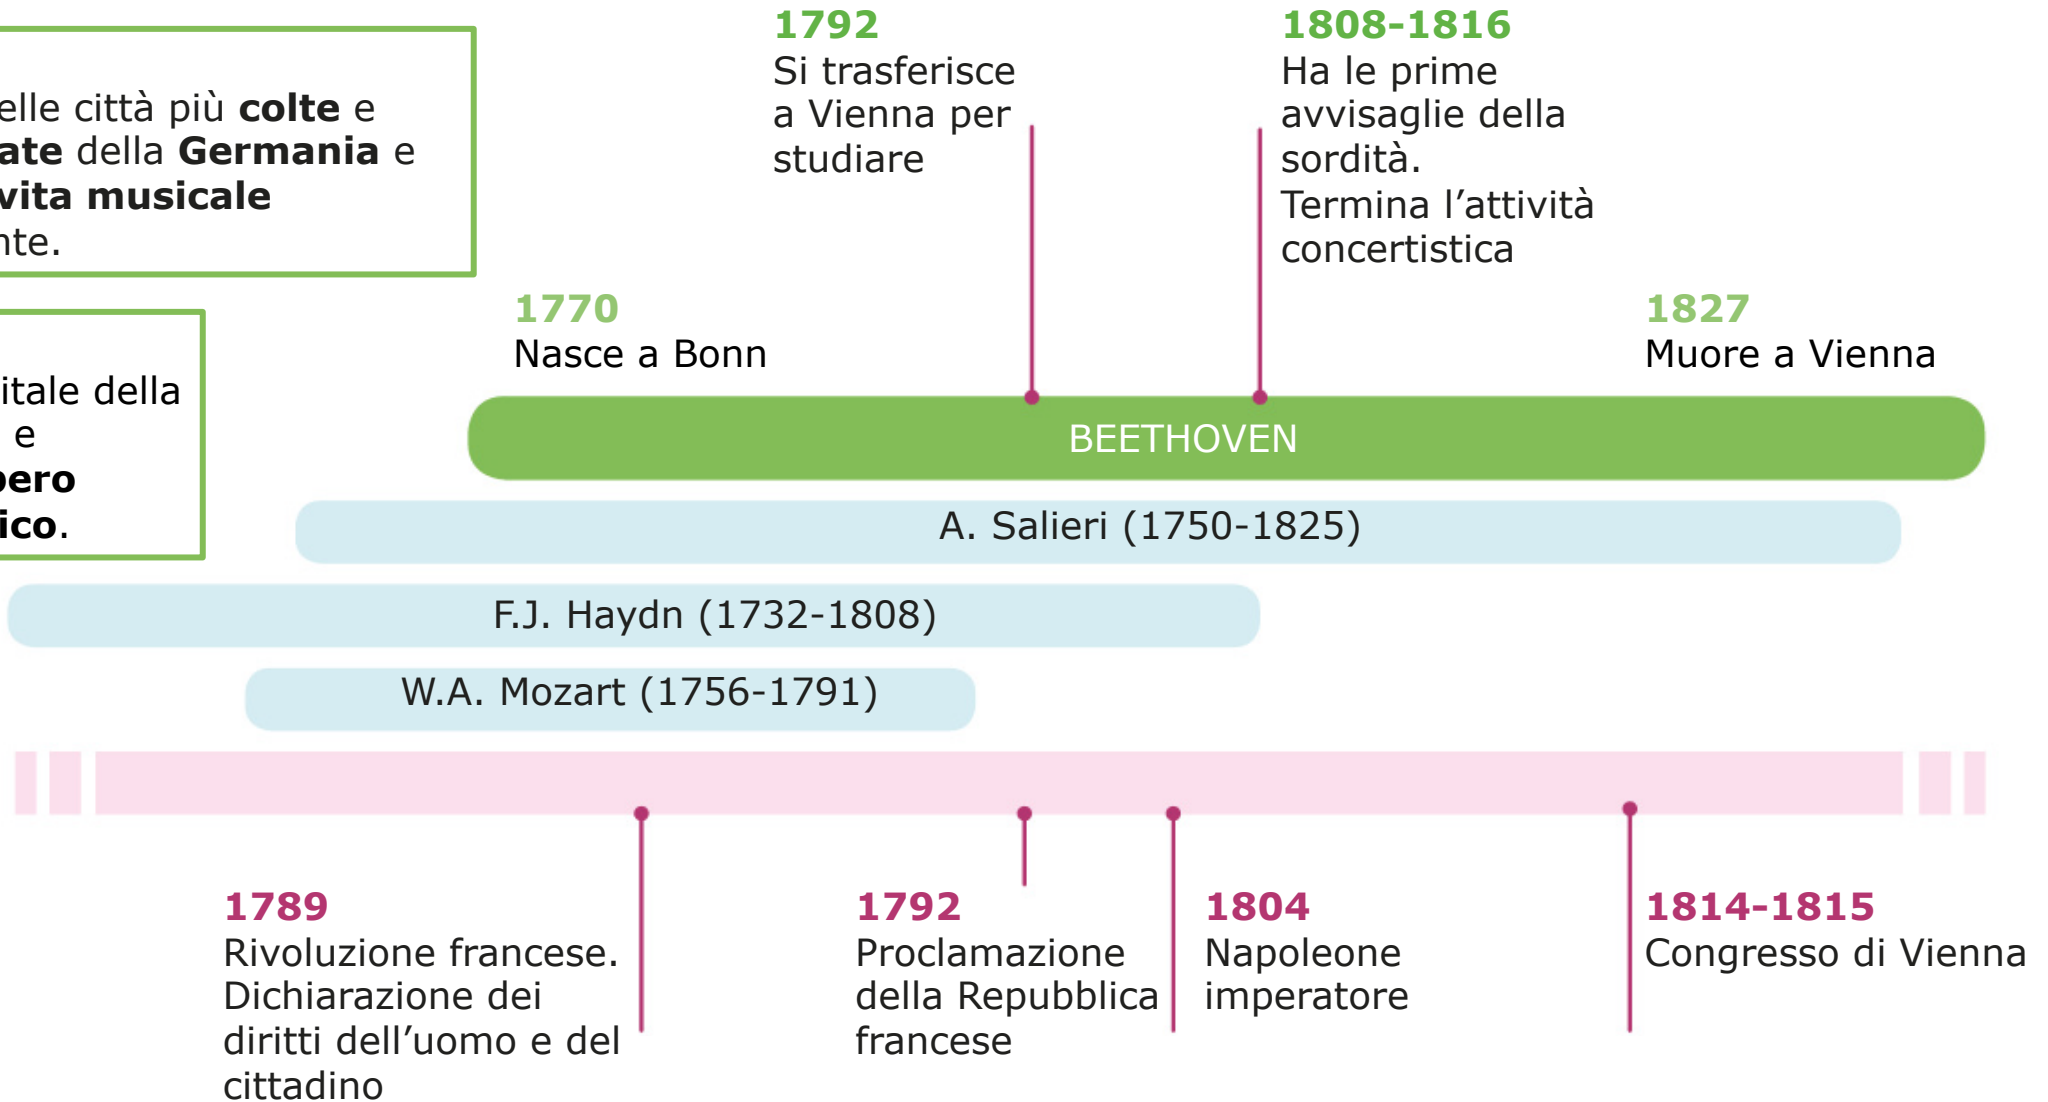 elle città più colte e
ate della Germania e
vita musicale
nte.
itale della
e
pero
ico.
1792
Si trasferisce
a Vienna per
studiare
1808-1816
Ha le prime
avvisaglie della
sordità.
Termina l’attività
concertistica
1770
Nasce a Bonn
1827
Muore a Vienna
BEETHOVEN
A. Salieri (1750-1825)
F.J. Haydn (1732-1808)
W.A. Mozart (1756-1791)
1789
Rivoluzione francese.
Dichiarazione dei
diritti dell’uomo e del
cittadino
1792
Proclamazione
della Repubblica
francese
1804
Napoleone
imperatore
1814-1815
Congresso di Vienna